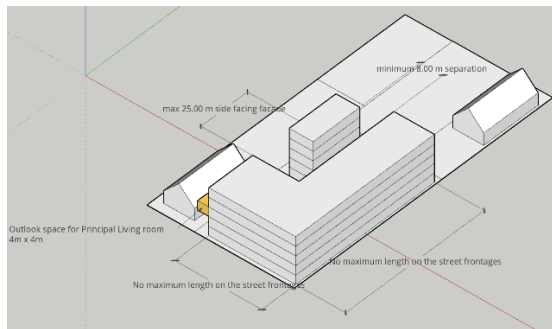 minimum 8.00 m separation
max 25.00 m side facing facade
Outlook space for Principal Living room
4m x 4m
No maximum length on the street frontages
No maximum length on the street frontages